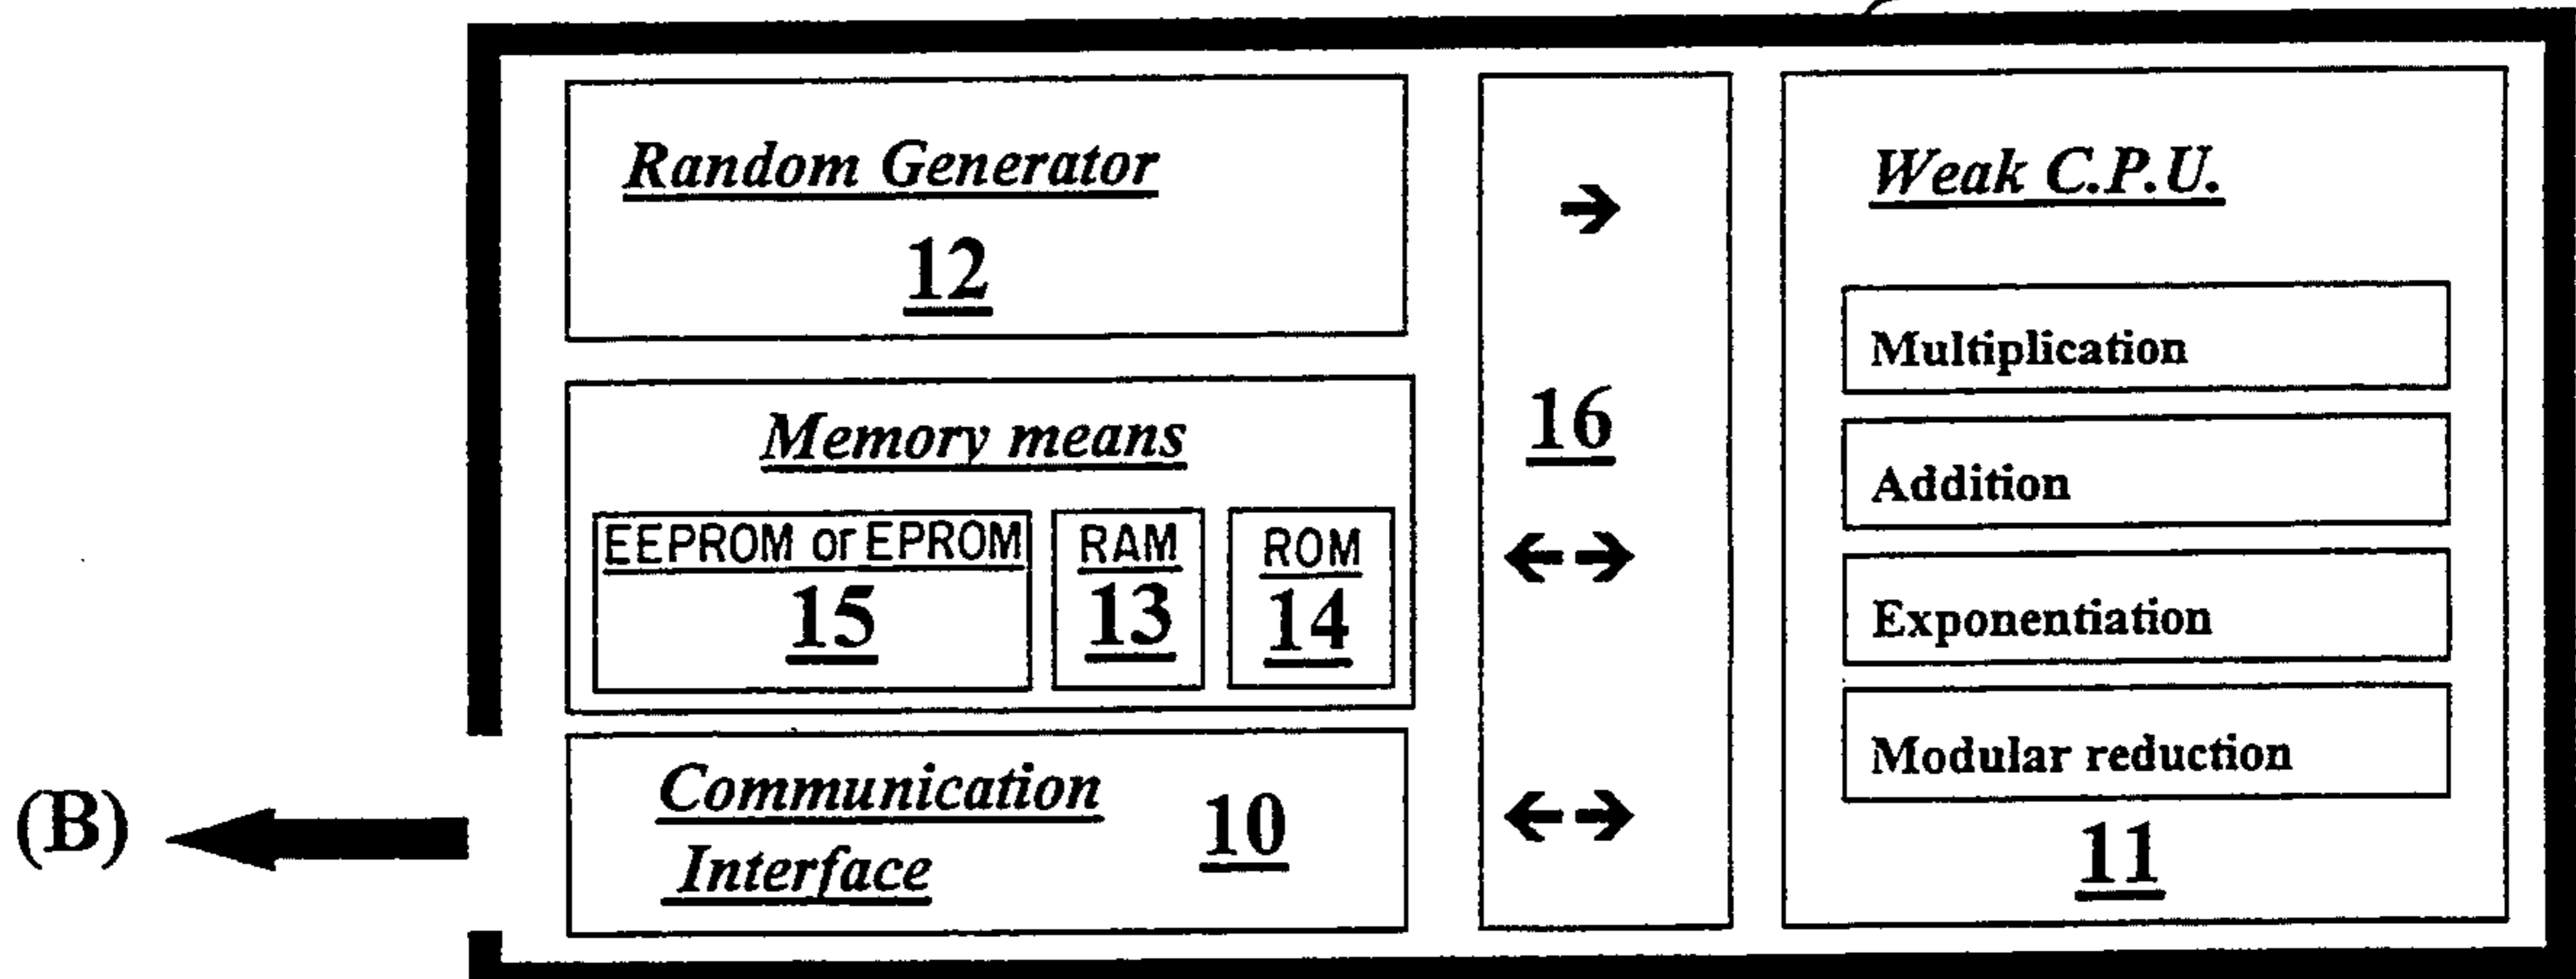 Random Generator
12
Memory means
EEPROM or EPROM
15
RAM
13
ROM
14
Communication
Interface
10
(B)
→
16
←→
←→
Weak C.P.U.
Multiplication
Addition
Exponentiation
Modular reduction
11